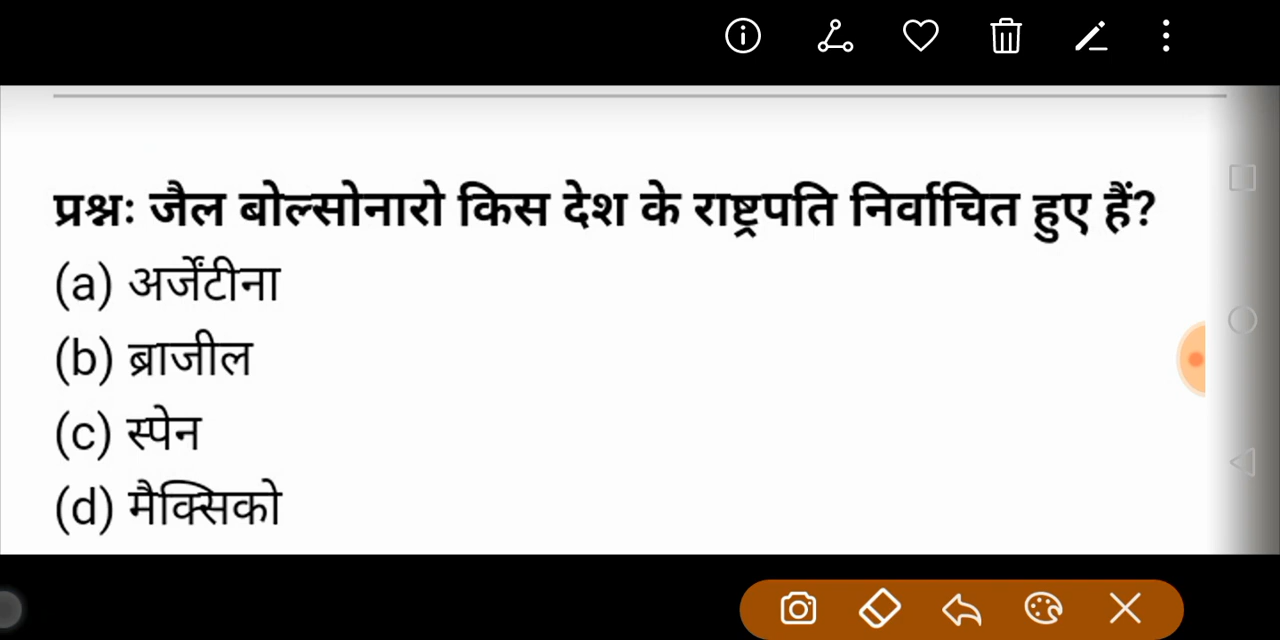 प्रश्नः जैल बोल्सोनारो किस देश के राष्ट्रपति निर्वाचित हुए हैं?
(a) अर्जेंटीना
(b) ब्राजील
(c) स्पेन
(d) मैक्सिको